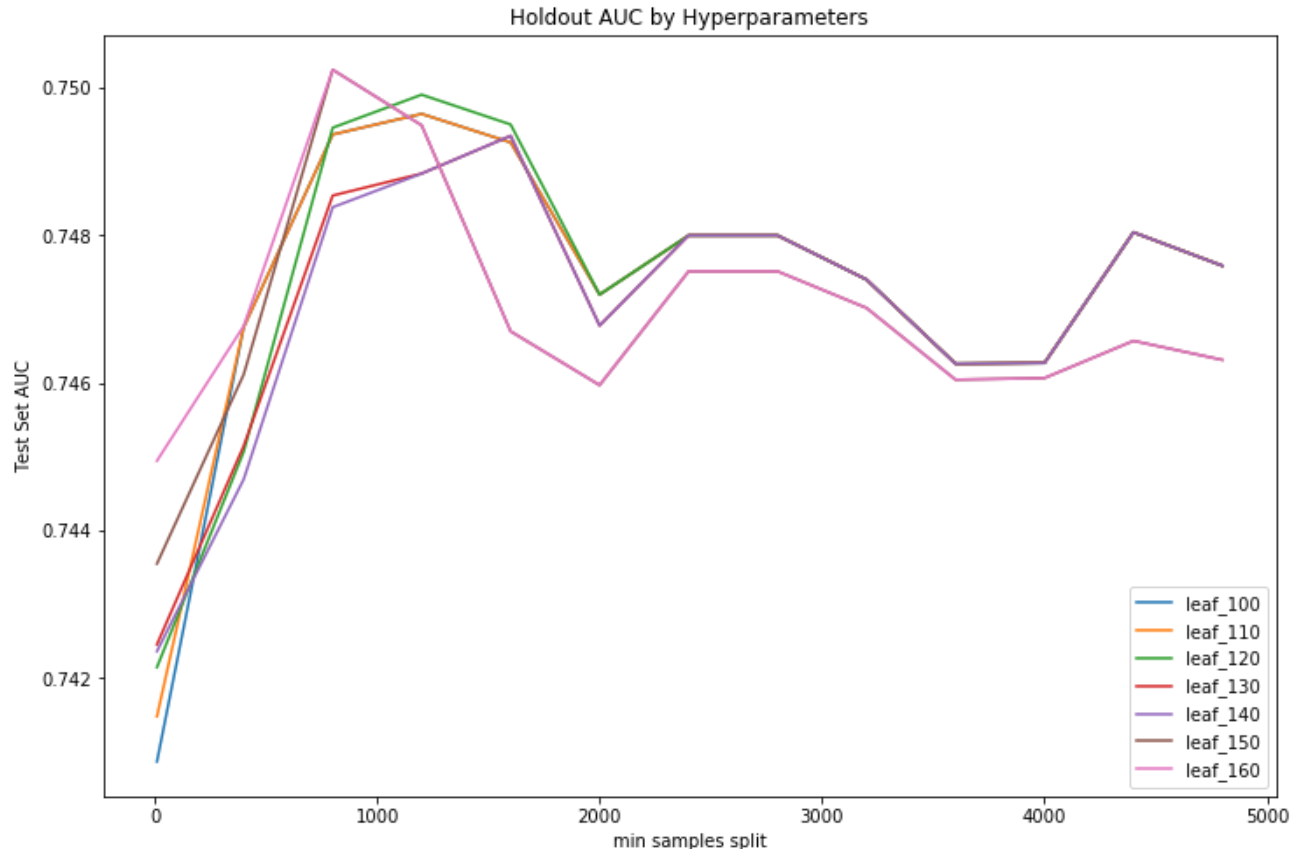 Holdout AUC by Hyperparameters
0.750
0.748
0.746
0.744
0.742
Test Set AUC
0
1000
2000
3000
4000
5000
min samples split
leaf_100
leaf_110
leaf_120
leaf_130
leaf_140
leaf_150
leaf_160